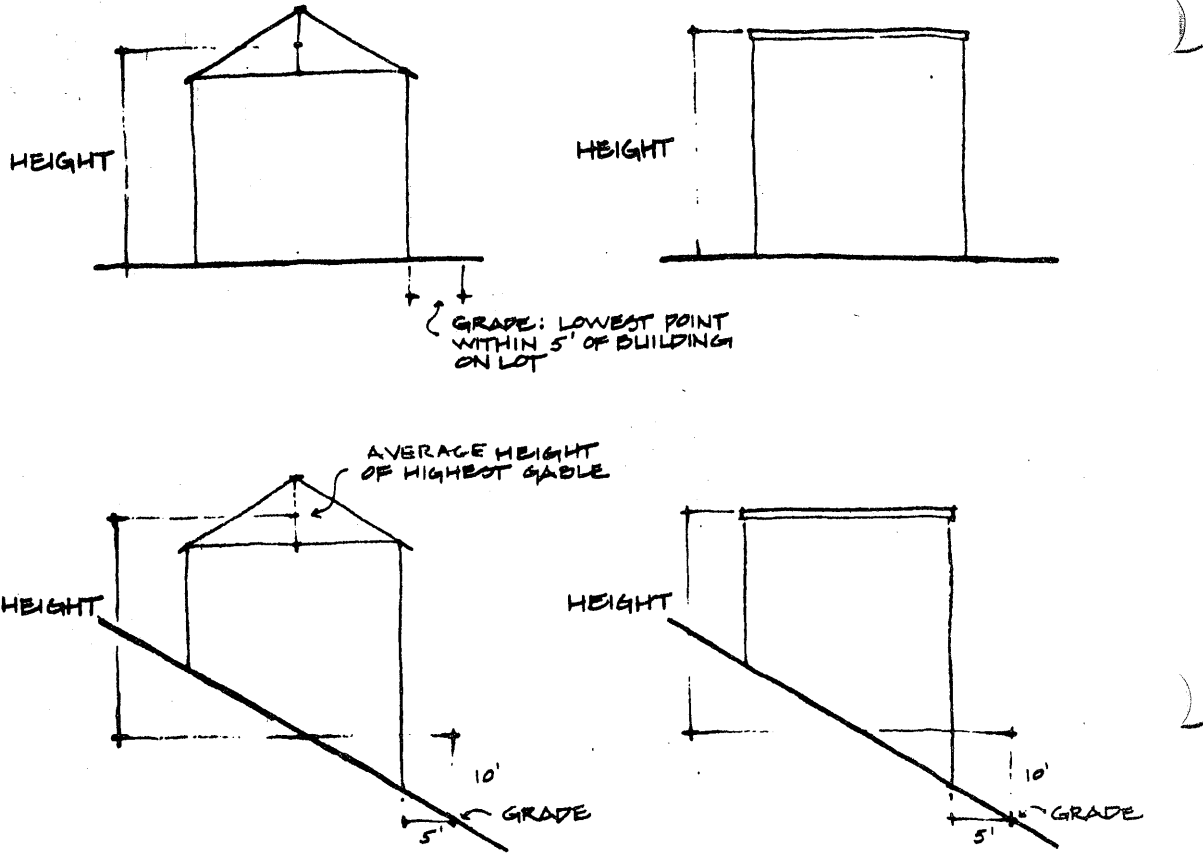 HEIGHT
HEIGHT
GRADE: LOWEST POINT
WITHIN 5' OF BUILDING
ON LOT
AVERAGE HEIGHT
OF HIGHEST GABLE
HEIGHT
HEIGHT
10'
10'
GRADE
GRADE
5'
5'